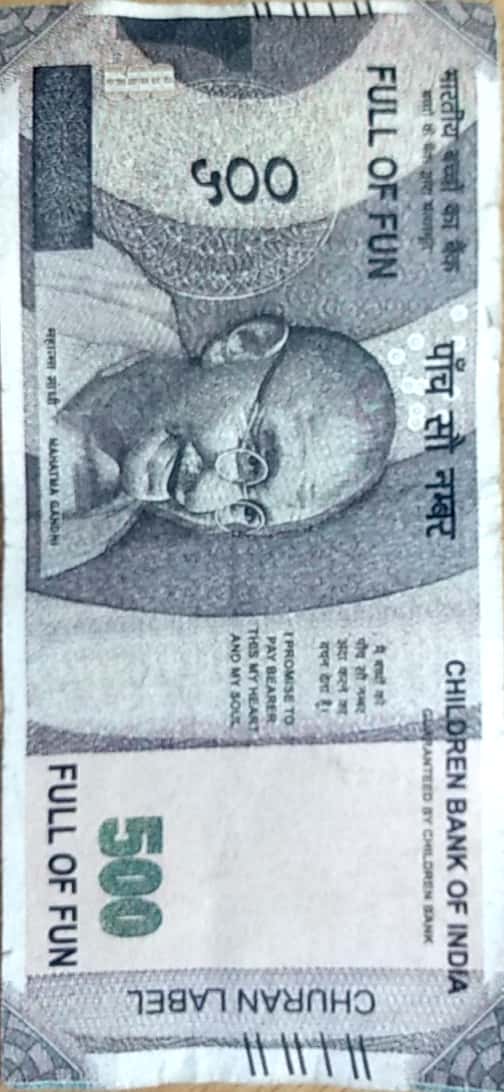 भारतीय बच्चों का बैंक
पाँच सौ नम्बर
CHILDREN BANK OF INDIA
GUARANTEED BY CHILDREN BANK
FULL OF FUN
५००
मैं बच्चों को
पाँच सौ नम्बर
अदा करने का
वचन देता हूँ।
I PROMISE TO
PAY BEARER
THIS MY HEART
AND MY SOUL
CHURAN LABEL
500
FULL OF FUN
महात्मा गांधी MAHATMA GANDHI